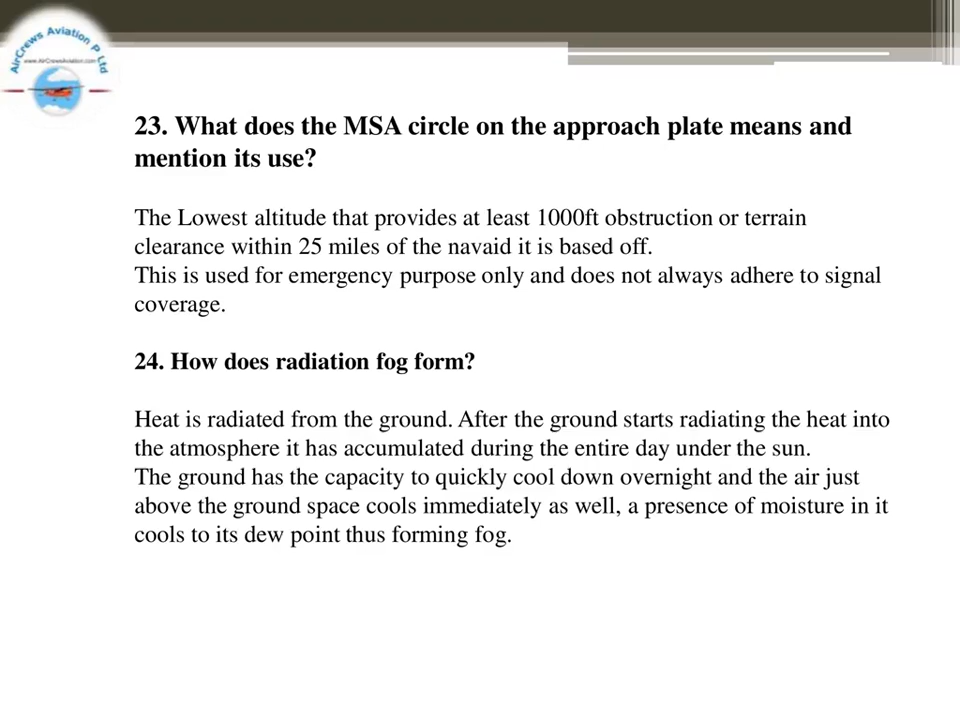 AirCrews Aviation P Ltd
www.AirCrewsAviation.com
23. What does the MSA circle on the approach plate means and
mention its use?
The Lowest altitude that provides at least 1000ft obstruction or terrain
clearance within 25 miles of the navaid it is based off.
This is used for emergency purpose only and does not always adhere to signal
coverage.
24. How does radiation fog form?
Heat is radiated from the ground. After the ground starts radiating the heat into
the atmosphere it has accumulated during the entire day under the sun.
The ground has the capacity to quickly cool down overnight and the air just
above the ground space cools immediately as well, a presence of moisture in it
cools to its dew point thus forming fog.